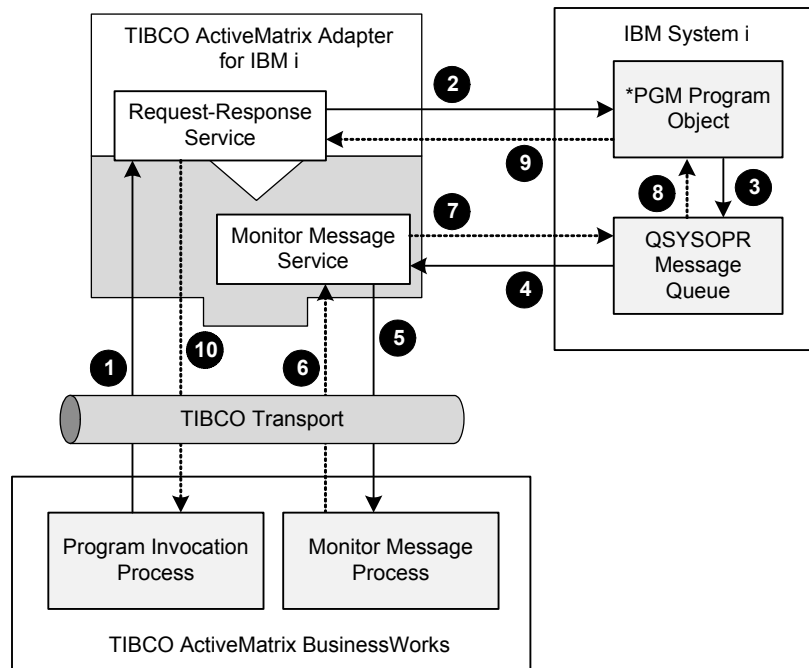 TIBCO ActiveMatrix Adapter
for IBM i
IBM System i
Request-Response
Service
2
*PGM Program
Object
9
8
3
7
Monitor Message
Service
QSYSOPR
Message
Queue
4
1
10
6
5
TIBCO Transport
Program Invocation
Process
Monitor Message
Process
TIBCO ActiveMatrix BusinessWorks